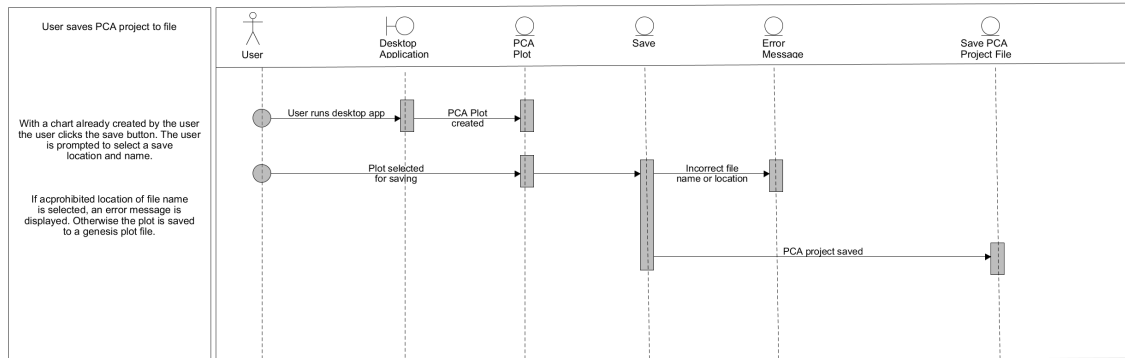 User saves PCA project to file
With a chart already created by the user
the user clicks the save button. The user
is prompted to select a save
location and name.
If acprohibited location of file name
is selected, an error message is
displayed. Otherwise the plot is saved
to a genesis plot file.
User
Desktop
Application
PCA
Plot
Save
Error
Message
Save PCA
Project File
User runs desktop app
PCA Plot
created
Plot selected
for saving
Incorrect file
name or location
PCA project saved